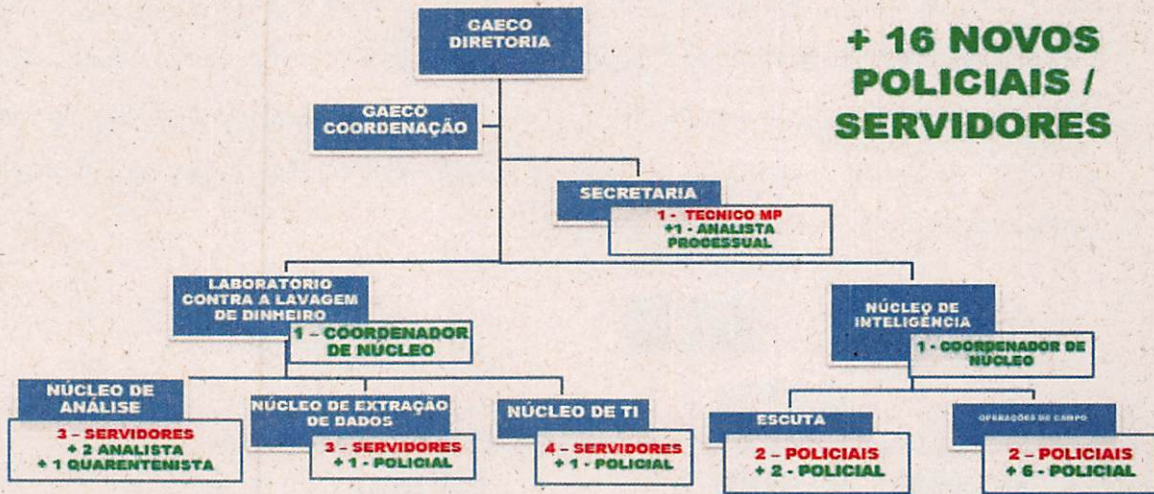 GAECO
DIRETORIA
+ 16 NOVOS
POLICIAIS /
SERVIDORES
GAECO
COORDENAÇÃO
SECRETARIA
1 - TECNICO MP
+1 - ANALISTA
PROCESSUAL
LABORATORIO
CONTRA A LAVAGEM
DE DINHEIRO
1 – COORDENADOR
DE NÚCLEO
NÚCLEO DE
INTELIGÊNCIA
1 - COORDENADOR DE
NÚCLEO
NÚCLEO DE
ANÁLISE
3 – SERVIDORES
+ 2 ANALISTA
+ 1 QUARENTENISTA
NÚCLEO DE EXTRAÇÃO
DE DADOS
3 – SERVIDORES
+ 1 - POLICIAL
NÚCLEO DE TI
4 – SERVIDORES
+ 1 - POLICIAL
ESCUTA
2 – POLICIAIS
+ 2 - POLICIAL
OPERAÇÕES DE CAMPO
2 – POLICIAIS
+ 6 - POLICIAL